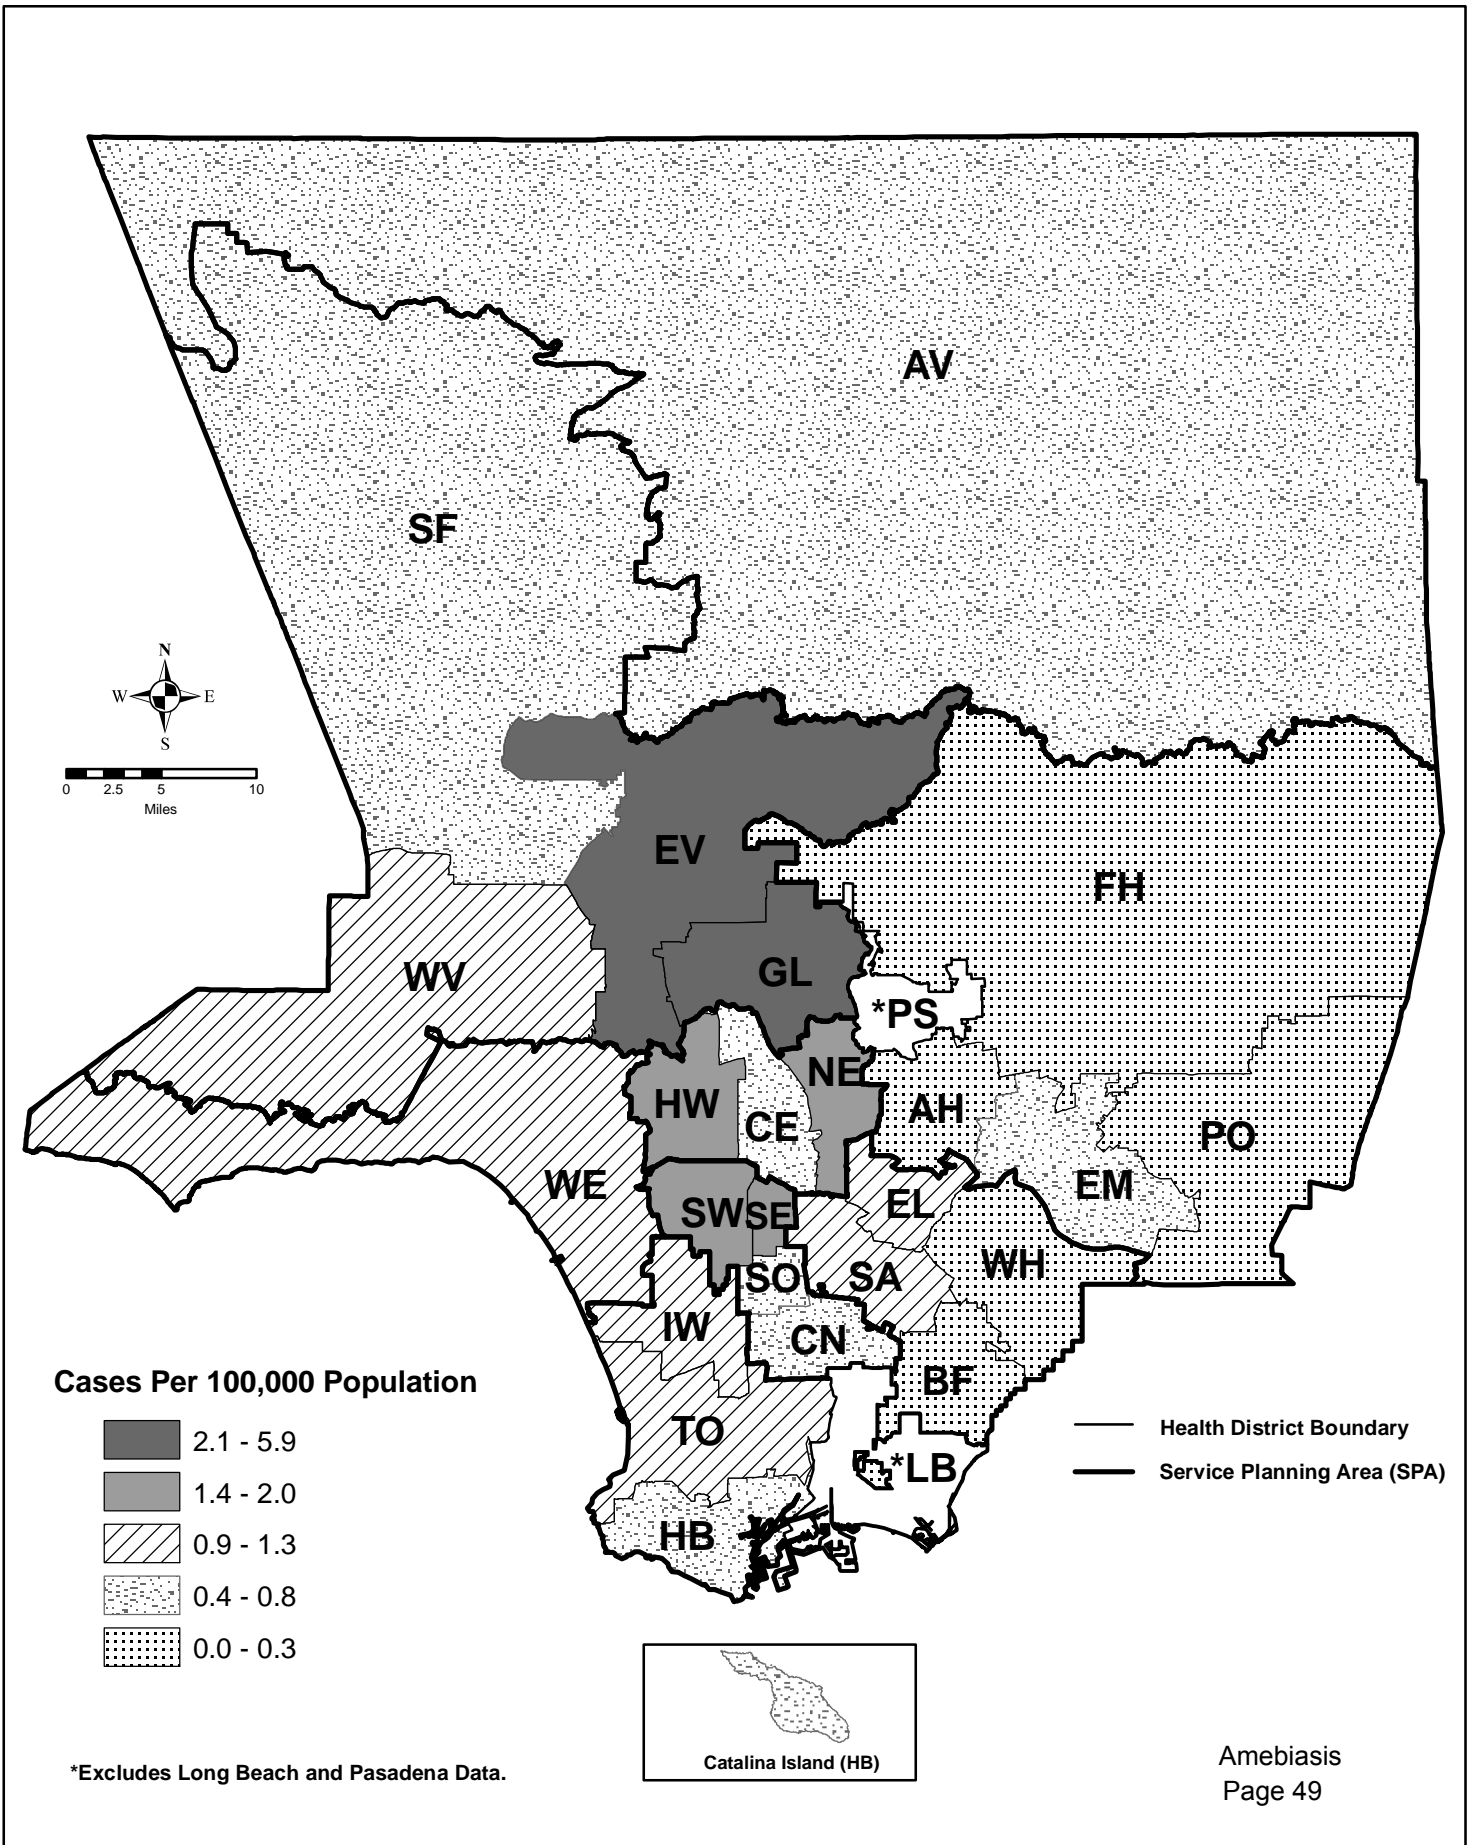 AV
SF
N
W E
S
0 2.5 5 10
Miles
EV
FH
WV
GL
*PS
NE
HW
AH
CE
PO
WE
EM
SW
SE
EL
WH
SO
SA
IW
CN
BF
TO
*LB
HB
Cases Per 100,000 Population
2.1 - 5.9
1.4 - 2.0
0.9 - 1.3
0.4 - 0.8
0.0 - 0.3
Health District Boundary
Service Planning Area (SPA)
Catalina Island (HB)
*Excludes Long Beach and Pasadena Data.
Amebiasis
Page 49